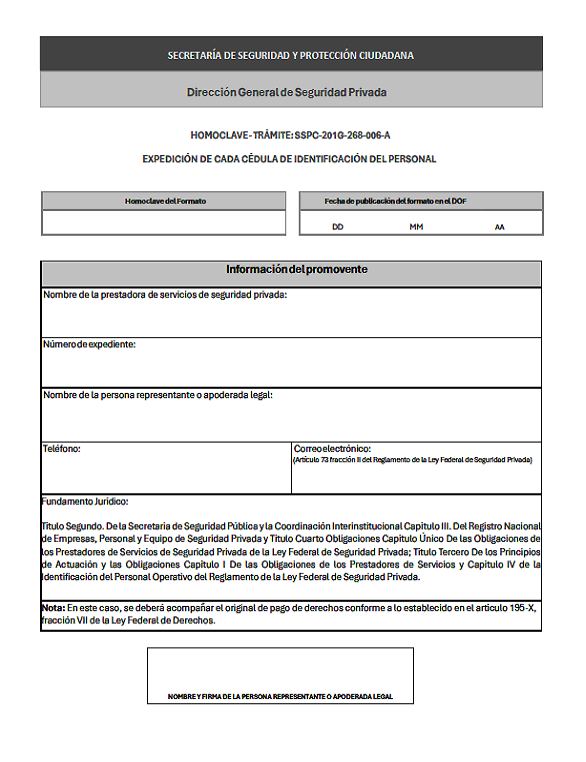 SECRETARÍA DE SEGURIDAD Y PROTECCIÓN CIUDADANA
Dirección General de Seguridad Privada
HOMOCLAVE-TRÁMITE: SSPC-201G-268-006-A
EXPEDICIÓN DE CADA CÉDULA DE IDENTIFICACIÓN DEL PERSONAL
Homoclave del Formato
Fecha de publicación del formato en el DOF
DD MM AA
Información del promovente
Nombre de la prestadora de servicios de seguridad privada:
Número de expediente:
Nombre de la persona representante o apoderada legal:
Teléfono:
Correo electrónico:
(Artículo 73 fracción II del Reglamento de la Ley Federal de Seguridad Privada)
Fundamento Jurídico:
Título Segundo. De la Secretaria de Seguridad Pública y la Coordinación Interinstitucional Capítulo III. Del Registro Nacional
de Empresas, Personal y Equipo de Seguridad Privada y Título Cuarto Obligaciones Capítulo Único De las Obligaciones de
los Prestadores de Servicios de Seguridad Privada de la Ley Federal de Seguridad Privada; Título Tercero De los Principios
de Actuación y las Obligaciones Capítulo I De las Obligaciones de los Prestadores de Servicios y Capítulo IV de la
Identificación del Personal Operativo del Reglamento de la Ley Federal de Seguridad Privada.
Nota: En este caso, se deberá acompañar el original de pago de derechos conforme a lo establecido en el artículo 195-X,
fracción VII de la Ley Federal de Derechos.
NOMBRE Y FIRMA DE LA PERSONA REPRESENTANTE O APODERADA LEGAL